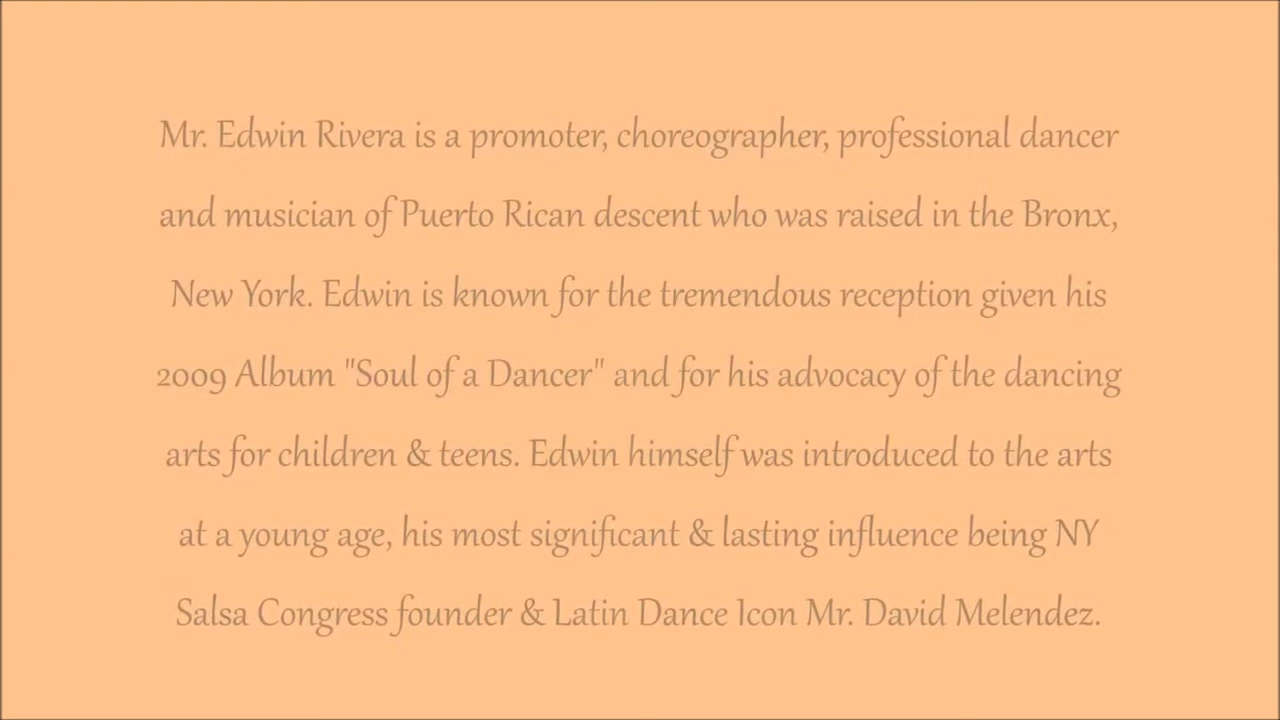 Mr. Edwin Rivera is a promoter, choreographer, professional dancer
and musician of Puerto Rican descent who was raised in the Bronx,
New York. Edwin is known for the tremendous reception given his
2009 Album "Soul of a Dancer" and for his advocacy of the dancing
arts for children & teens. Edwin himself was introduced to the arts
at a young age, his most significant & lasting influence being NY
Salsa Congress founder & Latin Dance Icon Mr. David Melendez.